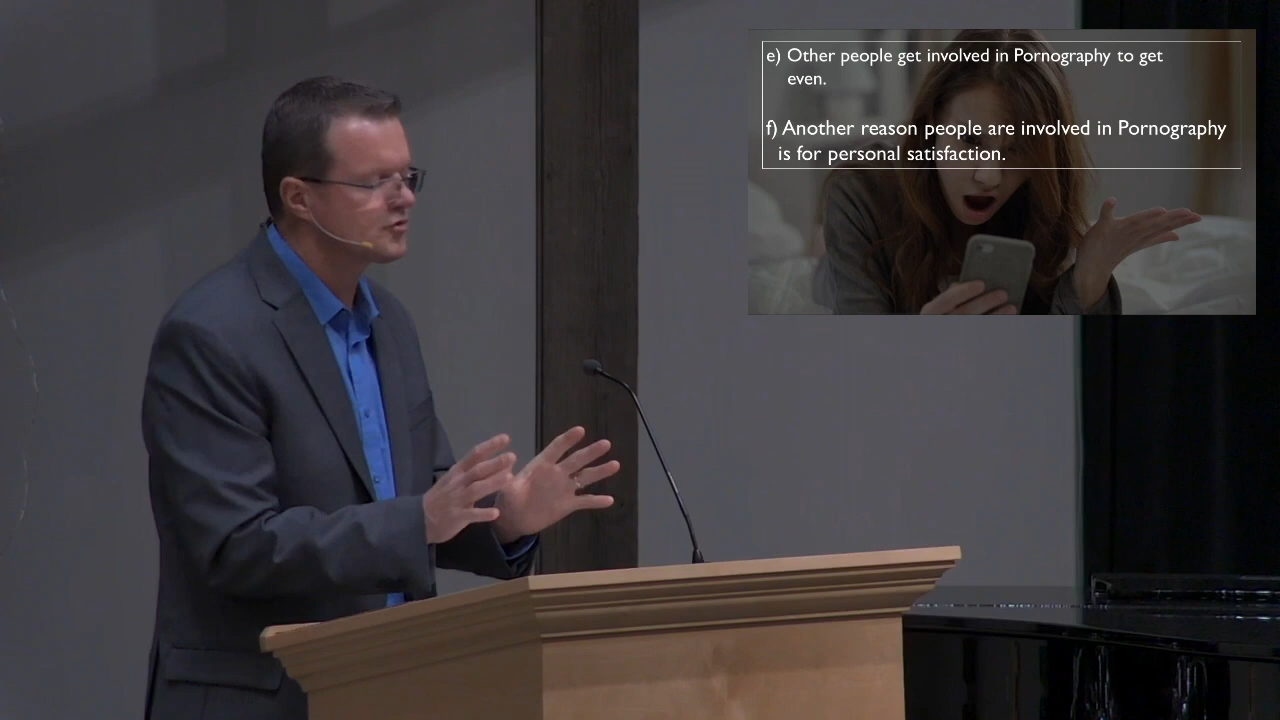 e) Other people get involved in Pornography to get
even.
f) Another reason people are involved in Pornography
is for personal satisfaction.